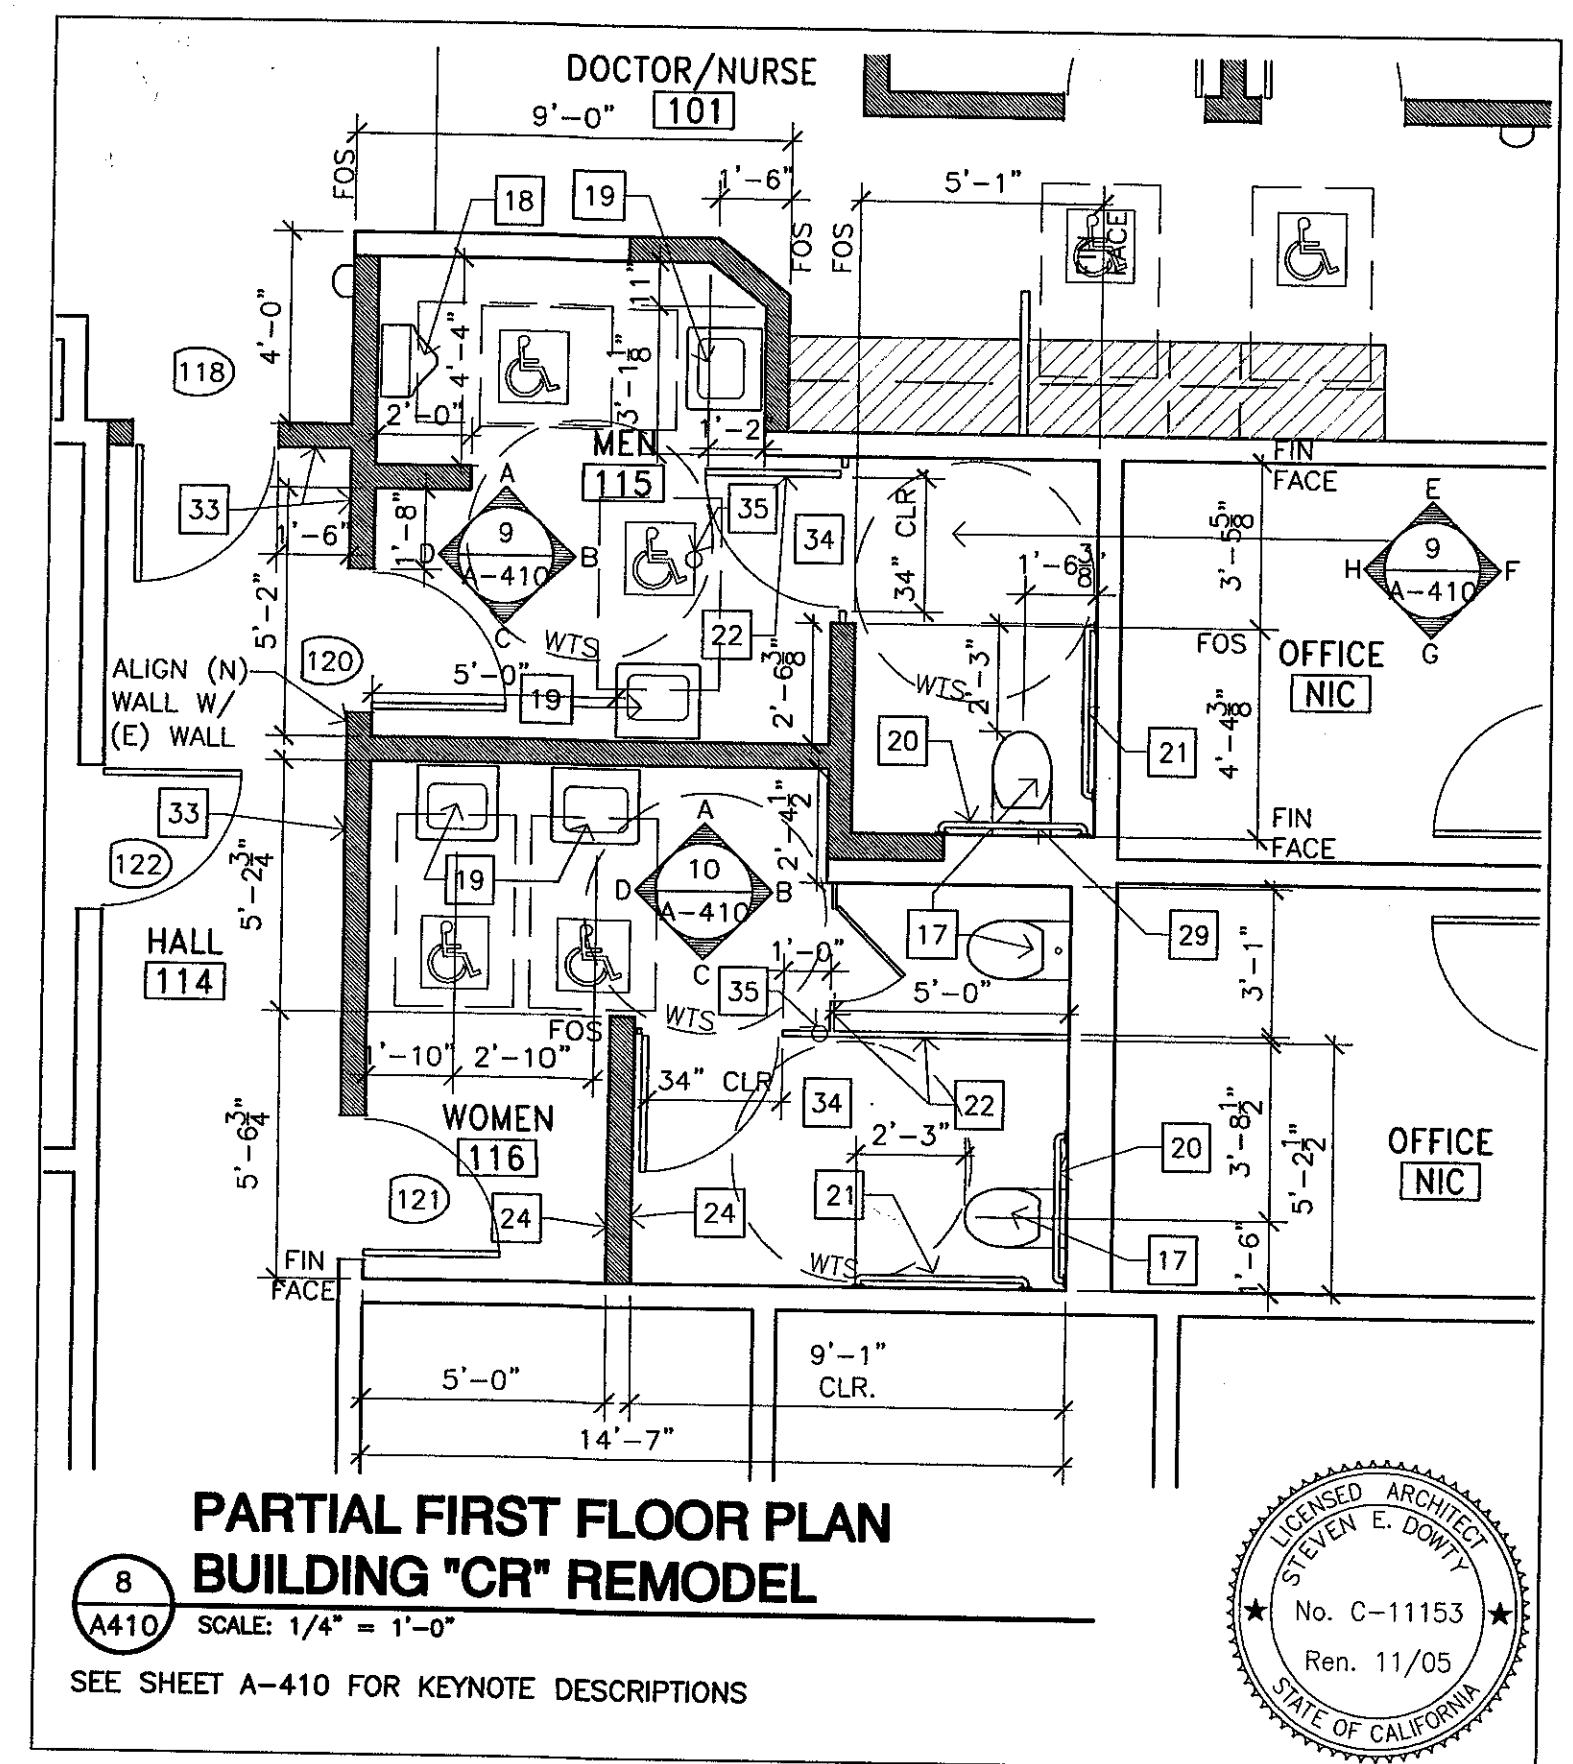 DOCTOR/NURSE
101
9'-0"
FOS
1'-6"
18
19
5'-1"
FOS
FOS
4'-0"
118
4'-4"
11"
3'-1 1/8"
2'-0"
1'-2"
MEN
115
FIN
FACE
33
1'-6"
1'-8"
A
9
D
B
A-410
C
35
34
34" CLR
3'-5 5/8"
1'-6 3/8"
E
9
H
F
A-410
G
5'-2"
120
WTS
22
2'-6 3/8"
2'-3"
FOS
OFFICE
NIC
ALIGN (N)
WALL W/
(E) WALL
5'-0"
19
WTS
20
21
4'-4 3/8"
33
122
5'-2 3/4"
2'-4 1/2"
A
10
D
B
A-410
C
19
FIN
FACE
HALL
114
17
29
1'-0"
35
5'-0"
3'-1"
WTS
FOS
1'-10"
2'-10"
34" CLR
34
22
WOMEN
116
2'-3"
20
3'-8 1/2"
5'-2 1/2"
OFFICE
NIC
5'-6 3/4"
121
24
24
21
17
1'-6"
WTS
FIN
FACE
5'-0"
9'-1"
CLR.
14'-7"
PARTIAL FIRST FLOOR PLAN
BUILDING "CR" REMODEL
8
A410
SCALE: 1/4" = 1'-0"
SEE SHEET A-410 FOR KEYNOTE DESCRIPTIONS
LICENSED ARCHITECT
STEVEN E. DOWTY
No. C-11153
Ren. 11/05
STATE OF CALIFORNIA